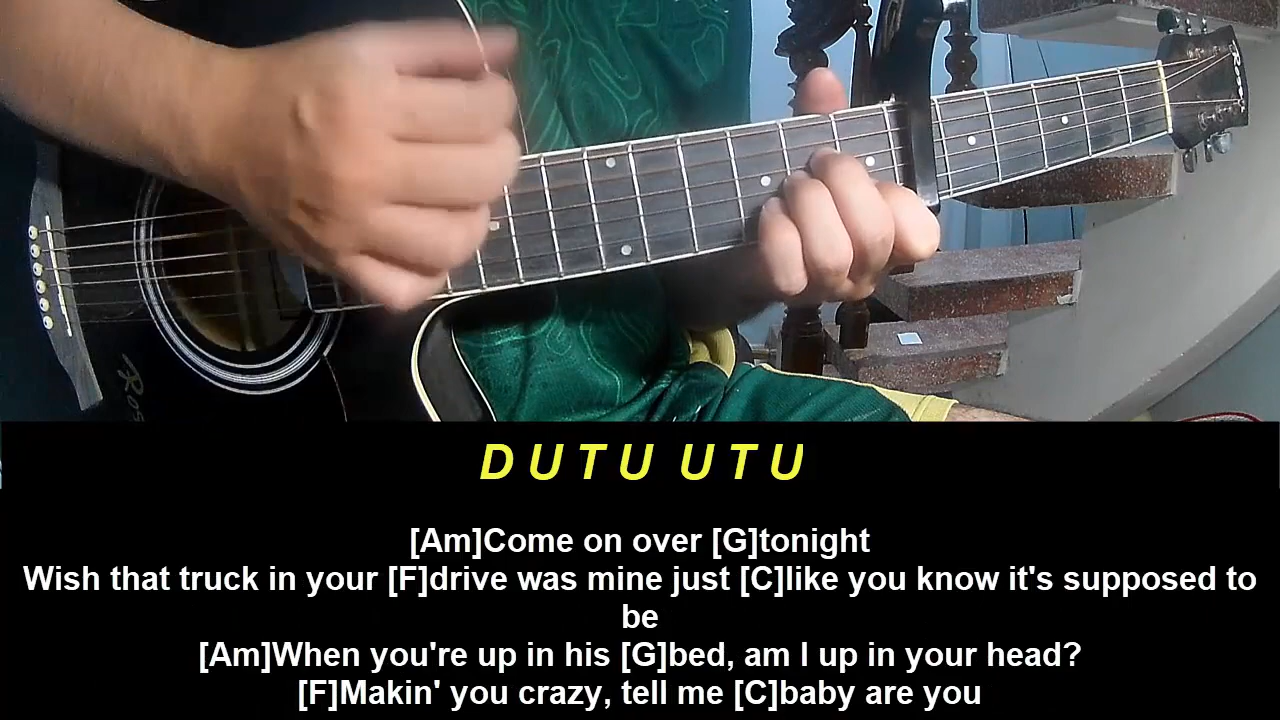 D U T U U T U
[Am]Come on over [G]tonight
Wish that truck in your [F]drive was mine just [C]like you know it's supposed to
be
[Am]When you're up in his [G]bed, am I up in your head?
[F]Makin' you crazy, tell me [C]baby are you